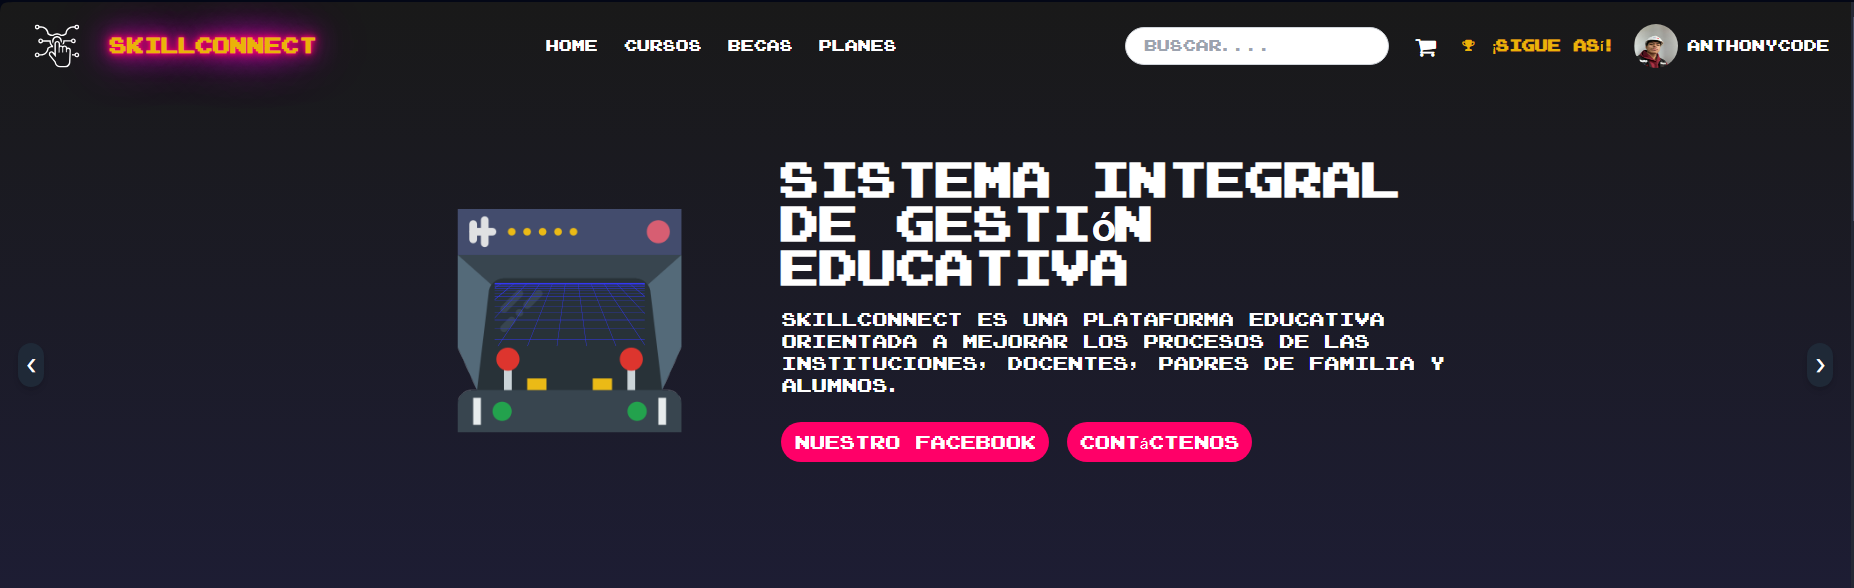 SKILLCONNECT
HOME CURSOS BECAS PLANES
BUSCAR....
¡SIGUE ASí!
ANTHONYCODE
SISTEMA INTEGRAL
DE GESTIóN
EDUCATIVA
SKILLCONNECT ES UNA PLATAFORMA EDUCATIVA
ORIENTADA A MEJORAR LOS PROCESOS DE LAS
INSTITUCIONES, DOCENTES, PADRES DE FAMILIA Y
ALUMNOS.
NUESTRO FACEBOOK
CONTáCTENOS